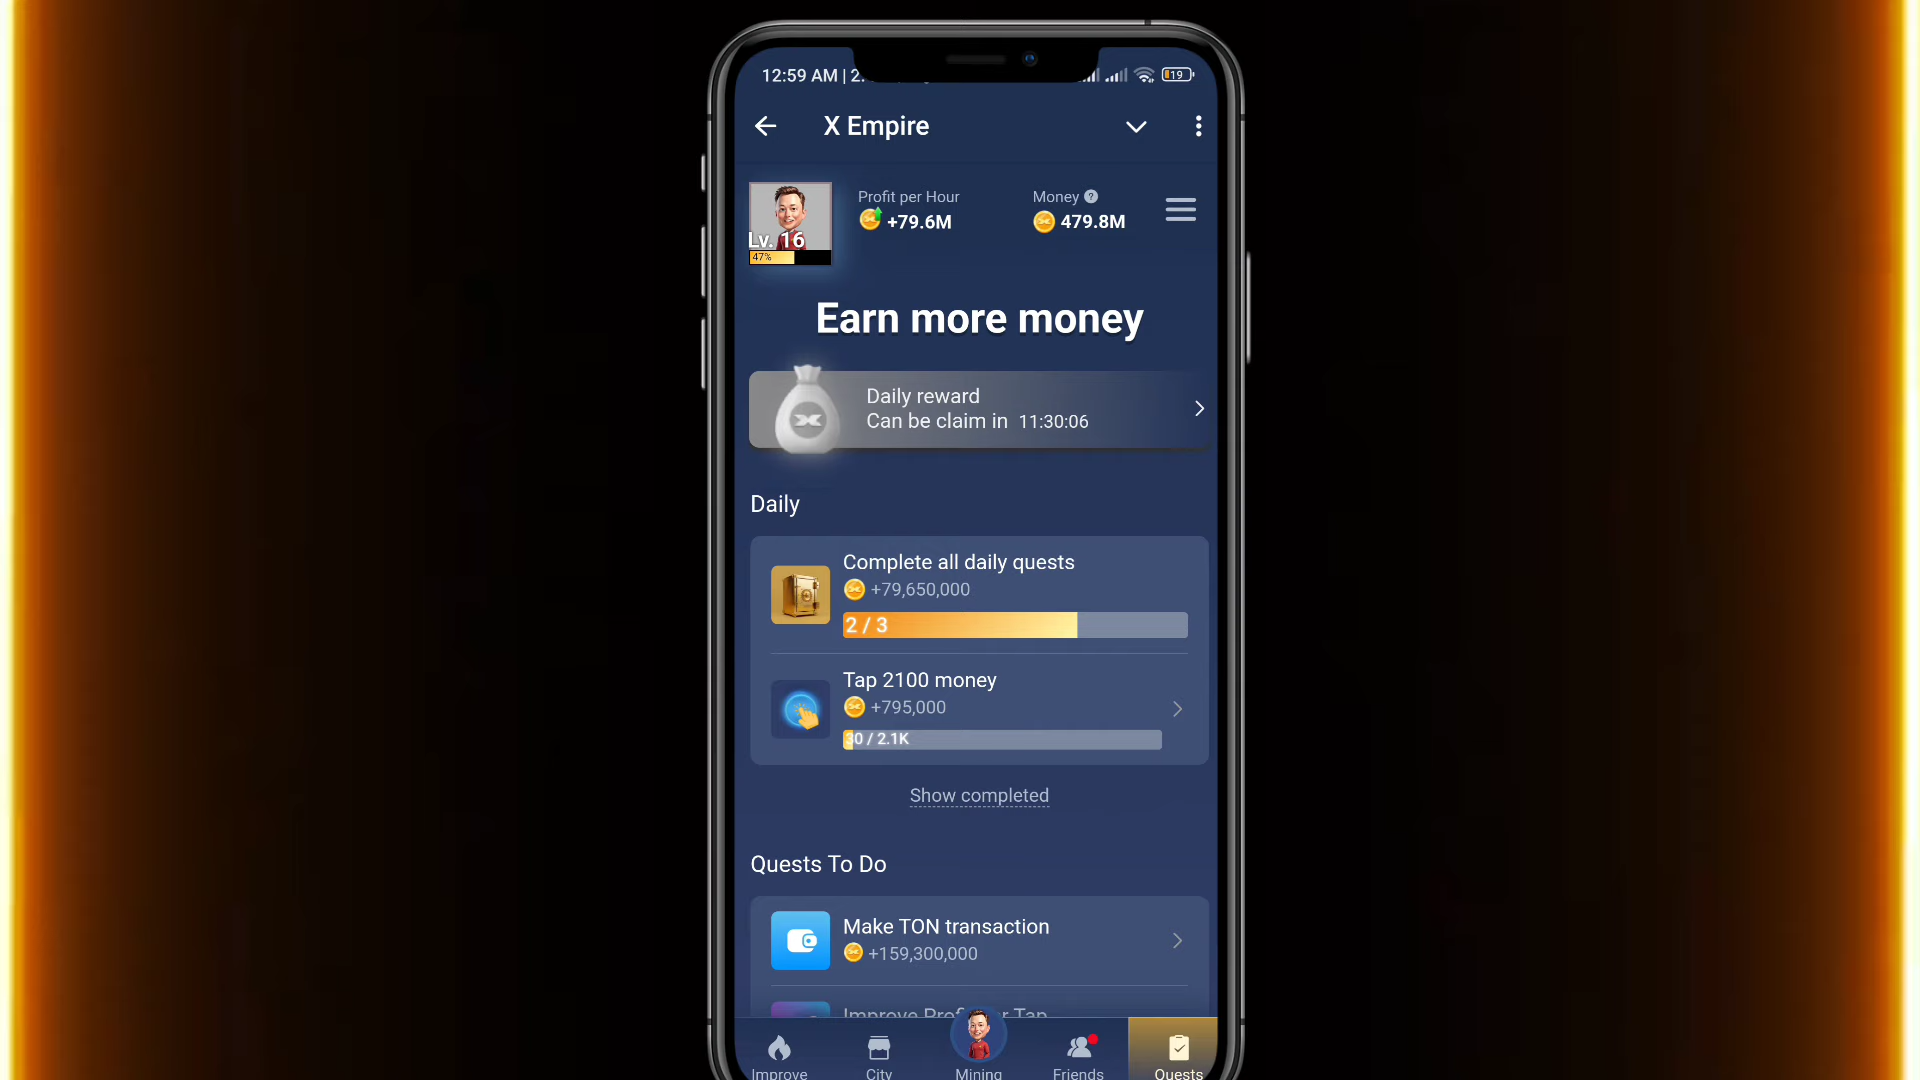 12:59 AM | 2.
19
X Empire
Profit per Hour
Money ?
+79.6M
479.8M
Lv. 16
47%
Earn more money
Daily reward
Can be claim in 11:30:06
Daily
Complete all daily quests
+79,650,000
2 / 3
Tap 2100 money
+795,000
30 / 2.1K
Show completed
Quests To Do
Make TON transaction
+159,300,000
Improve Tap
Improve
City
Mining
Friends
Quests